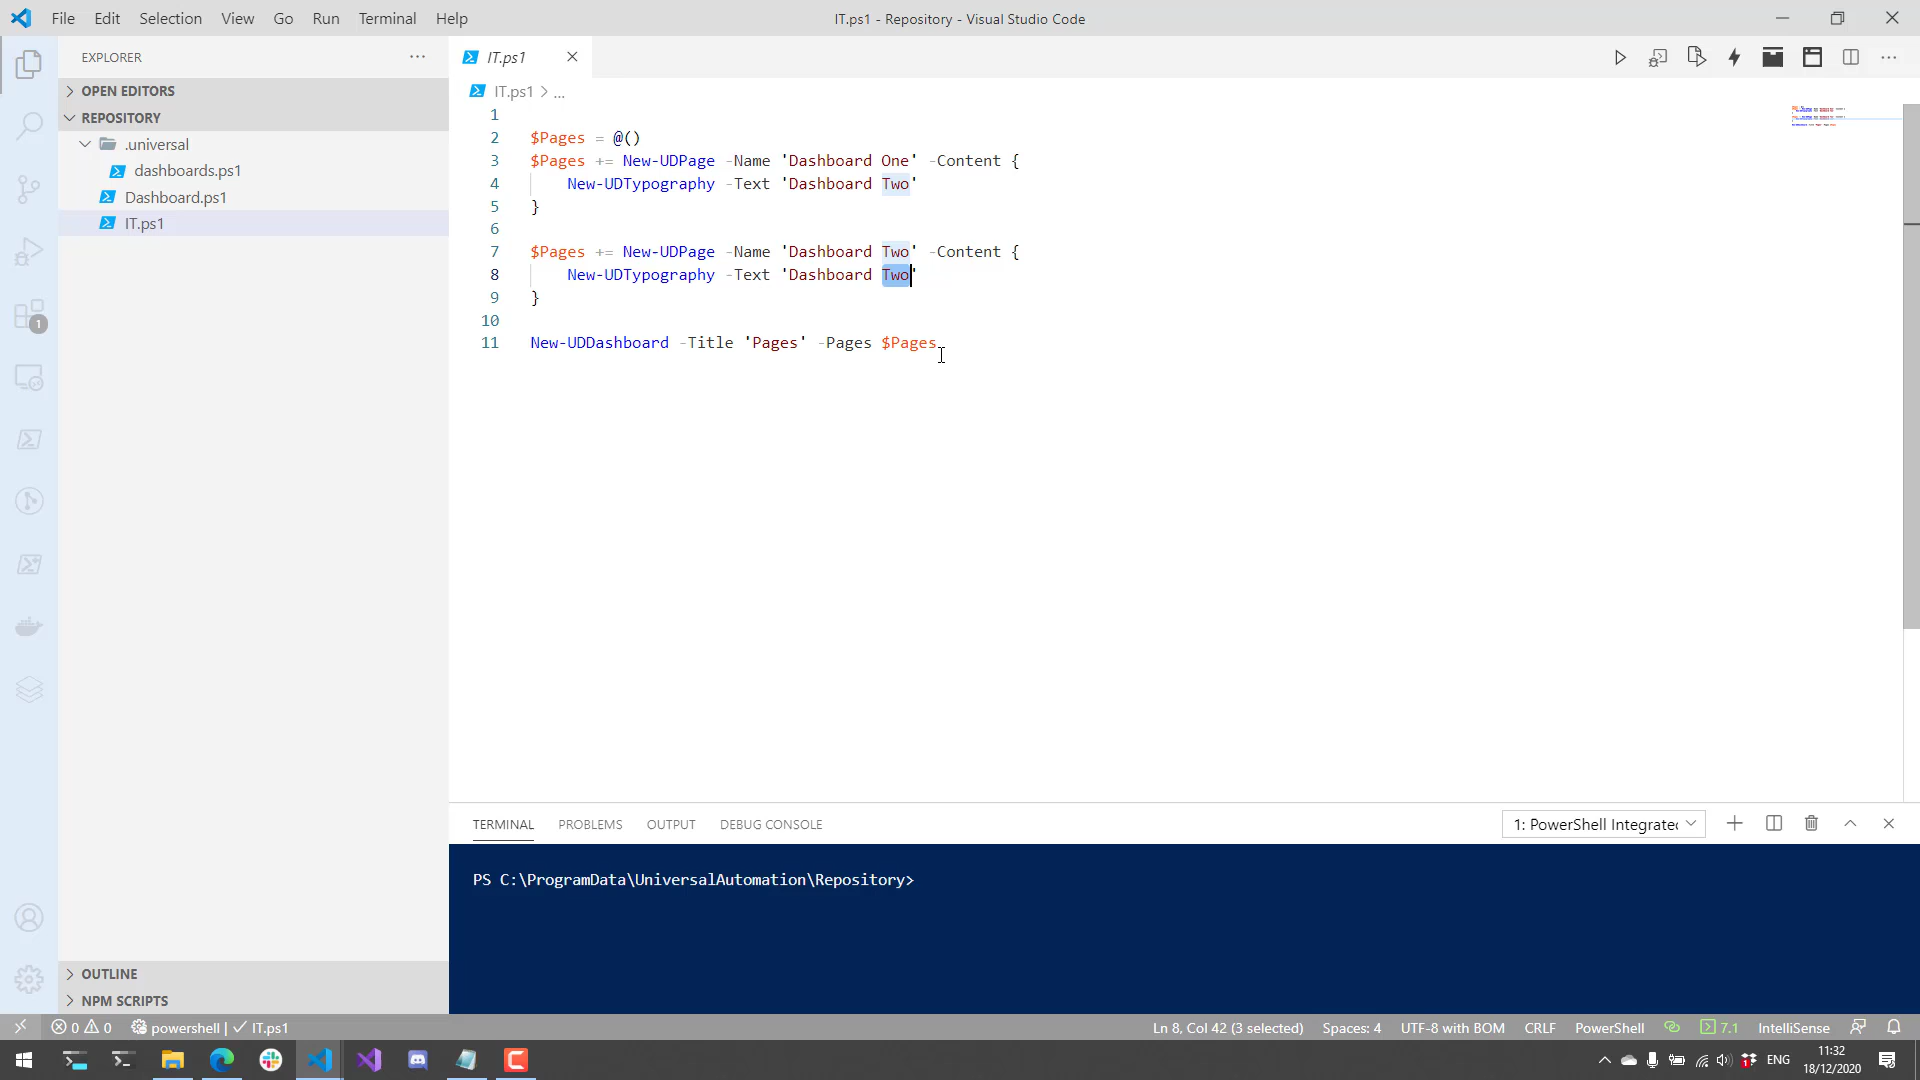 File Edit Selection View Go Run Terminal Help
IT.ps1 - Repository - Visual Studio Code
EXPLORER
OPEN EDITORS
REPOSITORY
.universal
dashboards.ps1
Dashboard.ps1
IT.ps1
OUTLINE
NPM SCRIPTS
1
IT.ps1
IT.ps1 > ...
1
2 $Pages = @()
3 $Pages += New-UDPage -Name 'Dashboard One' -Content {
4 New-UDTypography -Text 'Dashboard Two'
5 }
6
7 $Pages += New-UDPage -Name 'Dashboard Two' -Content {
8 New-UDTypography -Text 'Dashboard Two'
9 }
10
11 New-UDDashboard -Title 'Pages' -Pages $Pages
TERMINAL PROBLEMS OUTPUT DEBUG CONSOLE
1: PowerShell Integrated
PS C:\ProgramData\UniversalAutomation\Repository>
0 0 powershell | ✓ IT.ps1
Ln 8, Col 42 (3 selected) Spaces: 4 UTF-8 with BOM CRLF PowerShell 7.1 IntelliSense
ENG
11:32
18/12/2020